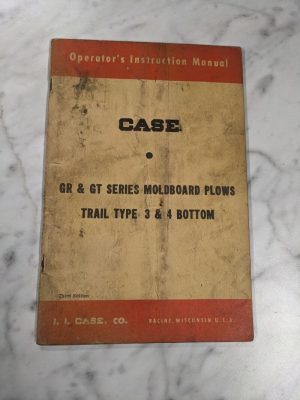 Operator's Instruction Manual
CASE
GR & GT SERIES MOLDBOARD PLOWS
TRAIL TYPE 3 & 4 BOTTOM
Third Edition
J. I. CASE. CO.
RACINE, WISCONSIN U. S. A.